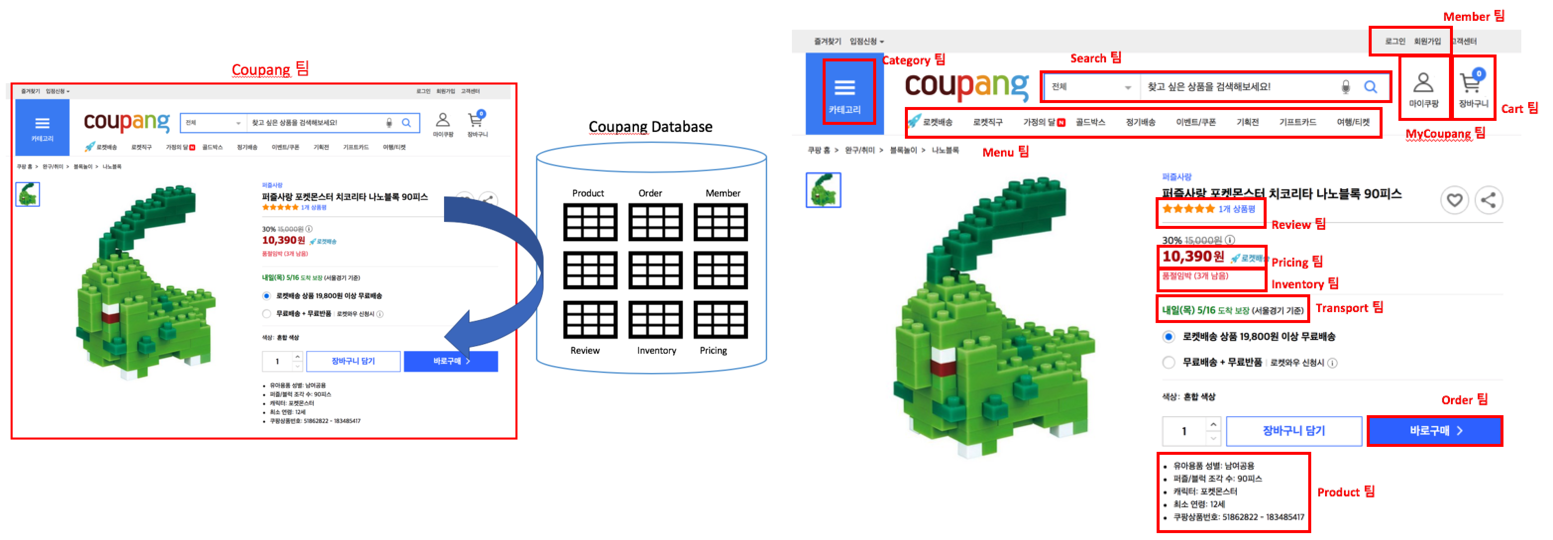 Coupang 팀
즐겨찾기 입점신청
로그인 회원가입 고객센터
카테고리
coupang
전체
찾고 싶은 상품을 검색해보세요!
마이쿠팡
장바구니
0
로켓배송 로켓직구 가정의 달 N 골드박스 정기배송 이벤트/쿠폰 기획전 기프트카드 여행/티켓
쿠팡 홈 > 완구/취미 > 블록놀이 > 나노블록
퍼즐사랑
퍼즐사랑 포켓몬스터 치코리타 나노블록 90피스
1개 상품평
30% 15,000원
10,390원 로켓배송
품절임박 (3개 남음)
내일(목) 5/16 도착 보장 (서울경기 기준)
로켓배송 상품 19,800원 이상 무료배송
무료배송 + 무료반품 | 로켓와우 신청시
색상: 혼합 색상
1
장바구니 담기
바로구매 >
• 유아용품 성별: 남여공용
• 퍼즐/블럭 조각 수: 90피스
• 캐릭터: 포켓몬스터
• 최소 연령: 12세
• 쿠팡상품번호: 51862822 - 183485417
Coupang Database
Product Order Member
Review Inventory Pricing
Member 팀
즐겨찾기 입점신청
로그인 회원가입 고객센터
Category 팀
Search 팀
카테고리
coupang
전체
찾고 싶은 상품을 검색해보세요!
마이쿠팡
0
장바구니
Cart 팀
MyCoupang 팀
로켓배송 로켓직구 가정의 달 N 골드박스 정기배송 이벤트/쿠폰 기획전 기프트카드 여행/티켓
Menu 팀
쿠팡 홈 > 완구/취미 > 블록놀이 > 나노블록
퍼즐사랑
퍼즐사랑 포켓몬스터 치코리타 나노블록 90피스
1개 상품평
Review 팀
30% 15,000원
10,390원 로켓배송
Pricing 팀
품절임박 (3개 남음)
Inventory 팀
내일(목) 5/16 도착 보장 (서울경기 기준)
Transport 팀
로켓배송 상품 19,800원 이상 무료배송
무료배송 + 무료반품 | 로켓와우 신청시
색상: 혼합 색상
Order 팀
1
장바구니 담기
바로구매 >
• 유아용품 성별: 남여공용
• 퍼즐/블럭 조각 수: 90피스
• 캐릭터: 포켓몬스터
• 최소 연령: 12세
• 쿠팡상품번호: 51862822 - 183485417
Product 팀